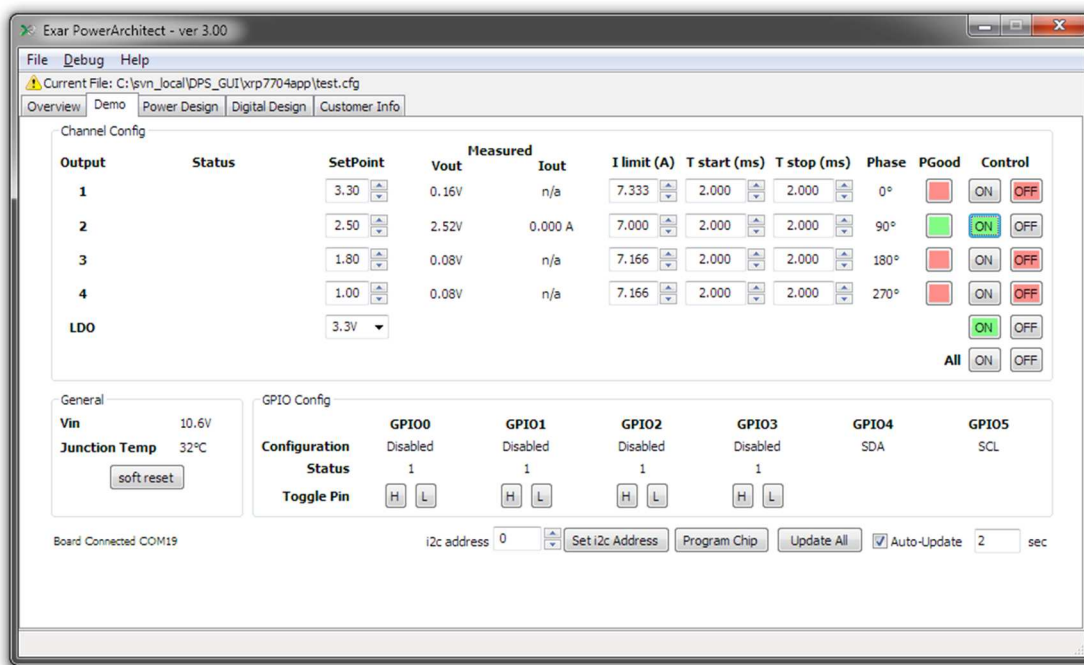 Exar PowerArchitect - ver 3.00
File Debug Help
Current File: C:\svn_local\DPS_GUI\xrp7704app\test.cfg
Overview Demo Power Design Digital Design Customer Info
Channel Config
Measured
Output Status SetPoint Vout Iout I limit (A) T start (ms) T stop (ms) Phase PGood Control
1 3.30 0.16V n/a 7.333 2.000 2.000 0° ON OFF
2 2.50 2.52V 0.000 A 7.000 2.000 2.000 90° ON OFF
3 1.80 0.08V n/a 7.166 2.000 2.000 180° ON OFF
4 1.00 0.08V n/a 7.166 2.000 2.000 270° ON OFF
LDO 3.3V ON OFF
All ON OFF
General
Vin 10.6V
Junction Temp 32°C
soft reset
GPIO Config
GPIO0 GPIO1 GPIO2 GPIO3 GPIO4 GPIO5
Configuration Disabled Disabled Disabled Disabled SDA SCL
Status 1 1 1 1
Toggle Pin H L H L H L H L
Board Connected COM19 i2c address 0 Set i2c Address Program Chip Update All Auto-Update 2 sec